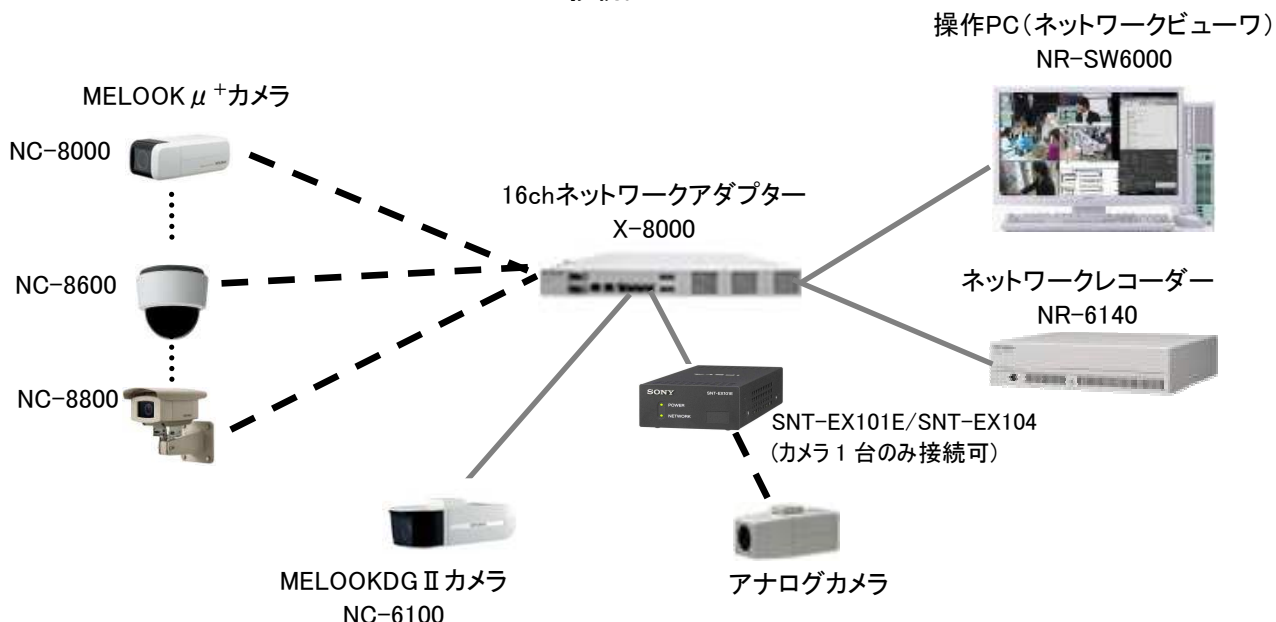 操作PC（ネットワークビューワ）
NR-SW6000
MELOOK μ⁺カメラ
NC-8000
16chネットワークアダプター
X-8000
NC-8600
ネットワークレコーダー
NR-6140
NC-8800
SONY SNT-EX101E
POWER
NETWORK
SNT-EX101E/SNT-EX104
（カメラ１台のみ接続可）
MELOOKDGⅡカメラ
NC-6100
アナログカメラ